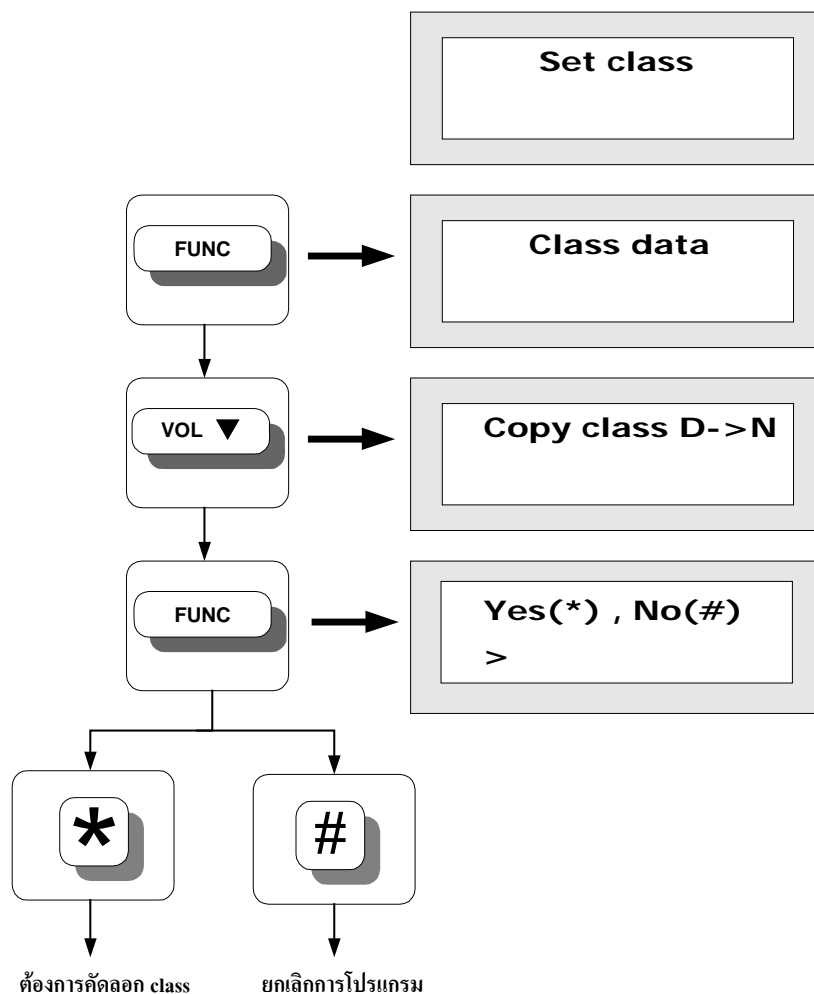 Set class
FUNC
Class data
VOL ▼
Copy class D->N
FUNC
Yes(*) , No(#)
>
*
#
ต้องการคัดลอก class
ยกเลิกการโปรแกรม